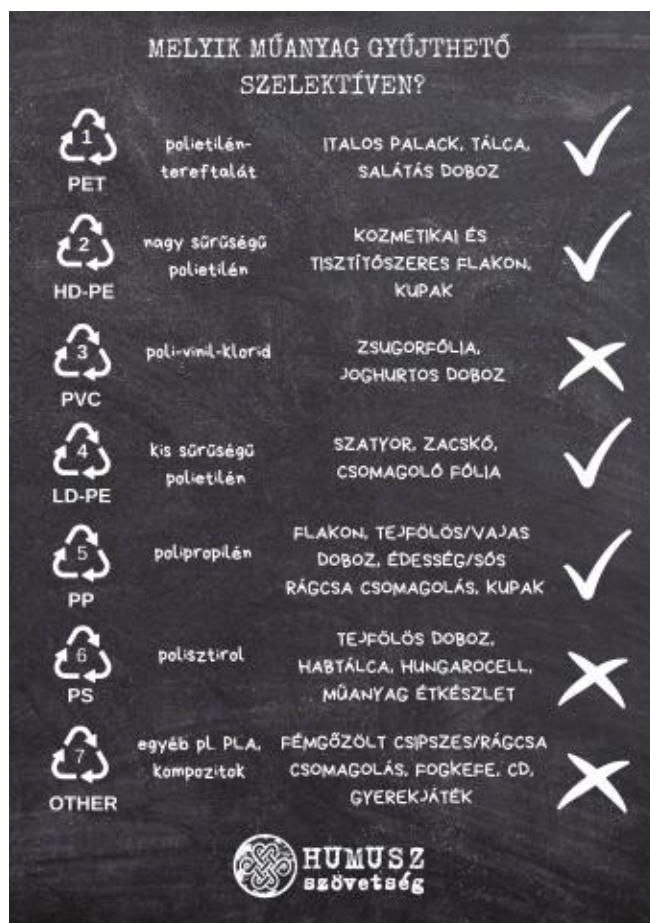 MELYIK MŰANYAG GYŰJTHETŐ
SZELEKTÍVEN?
1
PET
polietilén-
tereftalát
ITALOS PALACK, TÁLCA,
SALÁTÁS DOBOZ
2
HD-PE
nagy sűrűségű
polietilén
KOZMETIKAI ÉS
TISZTÍTÓSZERES FLAKON,
KUPAK
3
PVC
poli-vinil-klorid
ZSUGORFÓLIA,
JOGHURTOS DOBOZ
4
LD-PE
kis sűrűségű
polietilén
SZATYOR, ZACSKÓ,
CSOMAGOLÓ FÓLIA
5
PP
polipropilén
FLAKON, TEJFÖLÖS/VAJAS
DOBOZ, ÉDESSÉG/SÓS
RÁGCSA CSOMAGOLÁS, KUPAK
6
PS
polisztirol
TEJFÖLÖS DOBOZ,
HABTÁLCA, HUNGAROCELL,
MŰANYAG ÉTKÉSZLET
7
OTHER
egyéb pl. PLA,
kompozitok
FÉMGŐZÖLT CSIPSZES/RÁGCSA
CSOMAGOLÁS, FOGKEFE, CD,
GYEREKJÁTÉK
HUMUSZ
szövetség